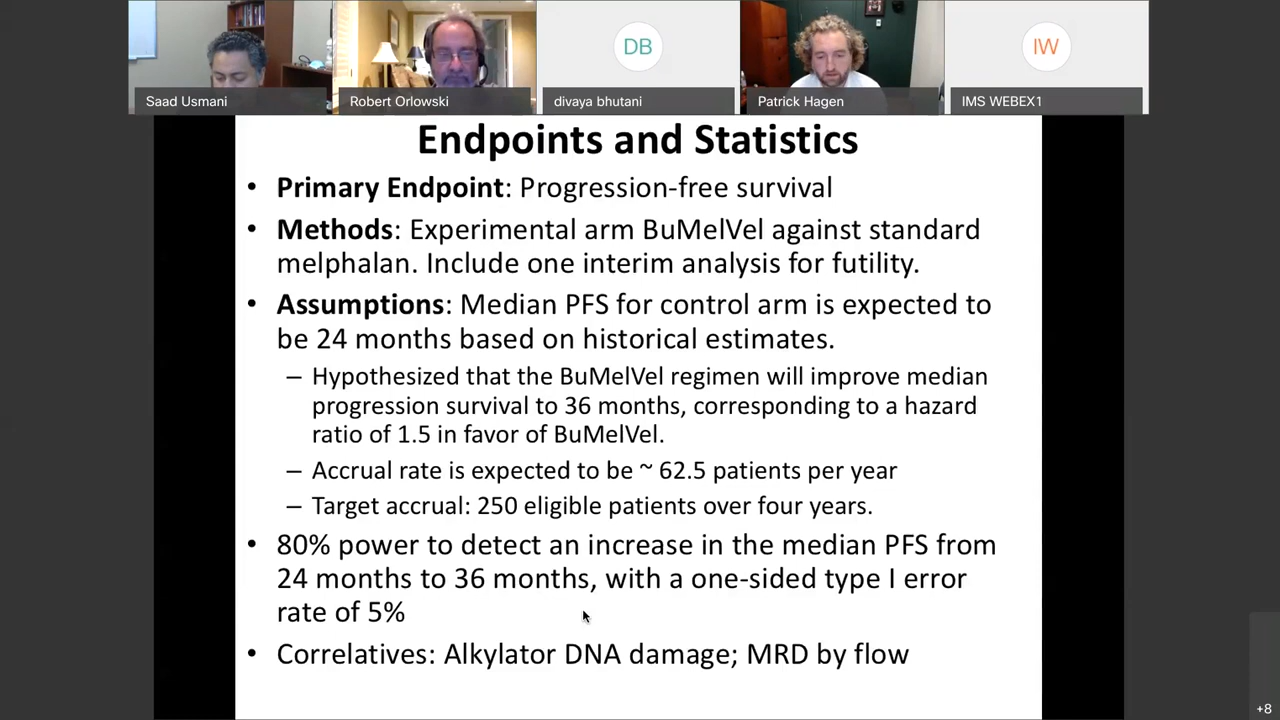 DB
IW
Saad Usmani
Robert Orlowski
divaya bhutani
Patrick Hagen
IMS WEBEX1
Endpoints and Statistics
• Primary Endpoint: Progression-free survival
• Methods: Experimental arm BuMelVel against standard
melphalan. Include one interim analysis for futility.
• Assumptions: Median PFS for control arm is expected to
be 24 months based on historical estimates.
– Hypothesized that the BuMelVel regimen will improve median
progression survival to 36 months, corresponding to a hazard
ratio of 1.5 in favor of BuMelVel.
– Accrual rate is expected to be ~ 62.5 patients per year
– Target accrual: 250 eligible patients over four years.
• 80% power to detect an increase in the median PFS from
24 months to 36 months, with a one-sided type I error
rate of 5%
• Correlatives: Alkylator DNA damage; MRD by flow
+8